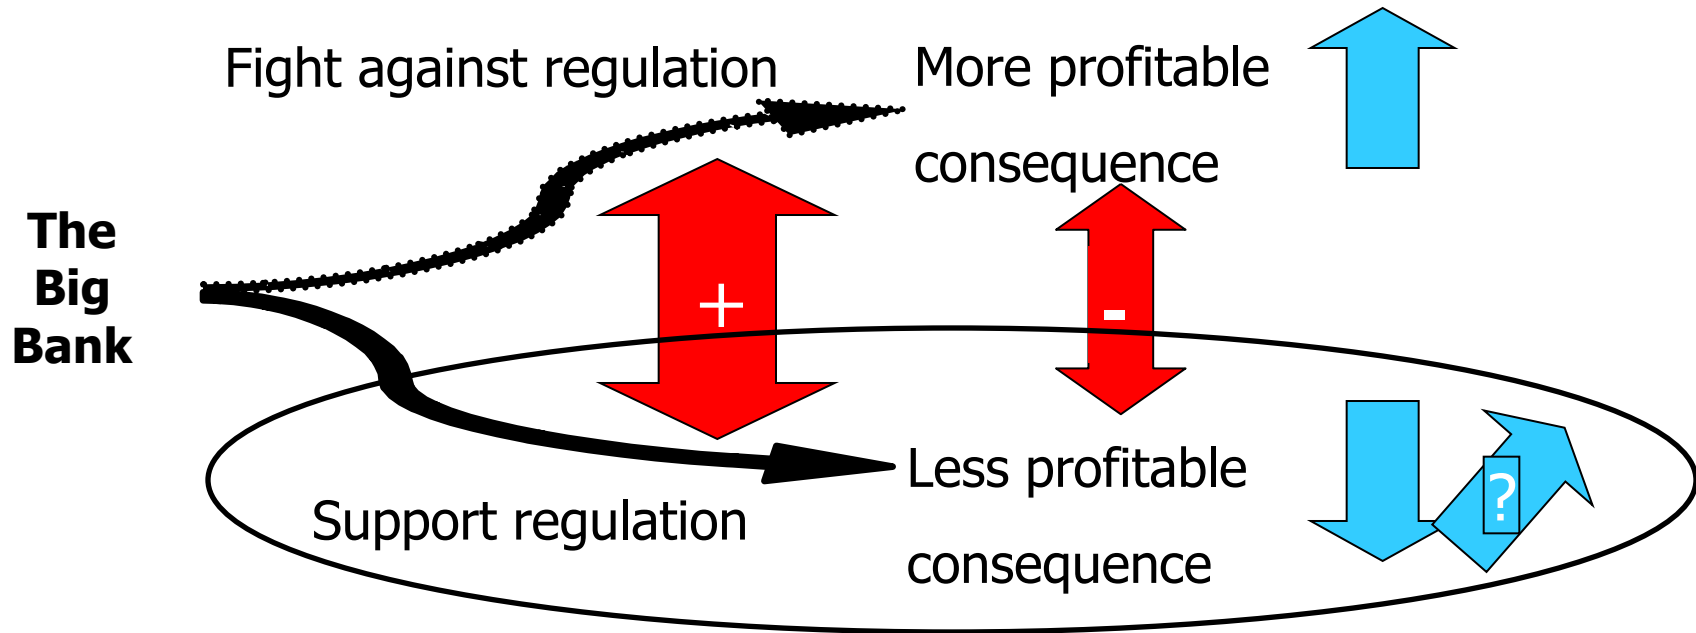 Fight against regulation
More profitable
consequence
The
Big
Bank
+
-
Less profitable
consequence
Support regulation
?